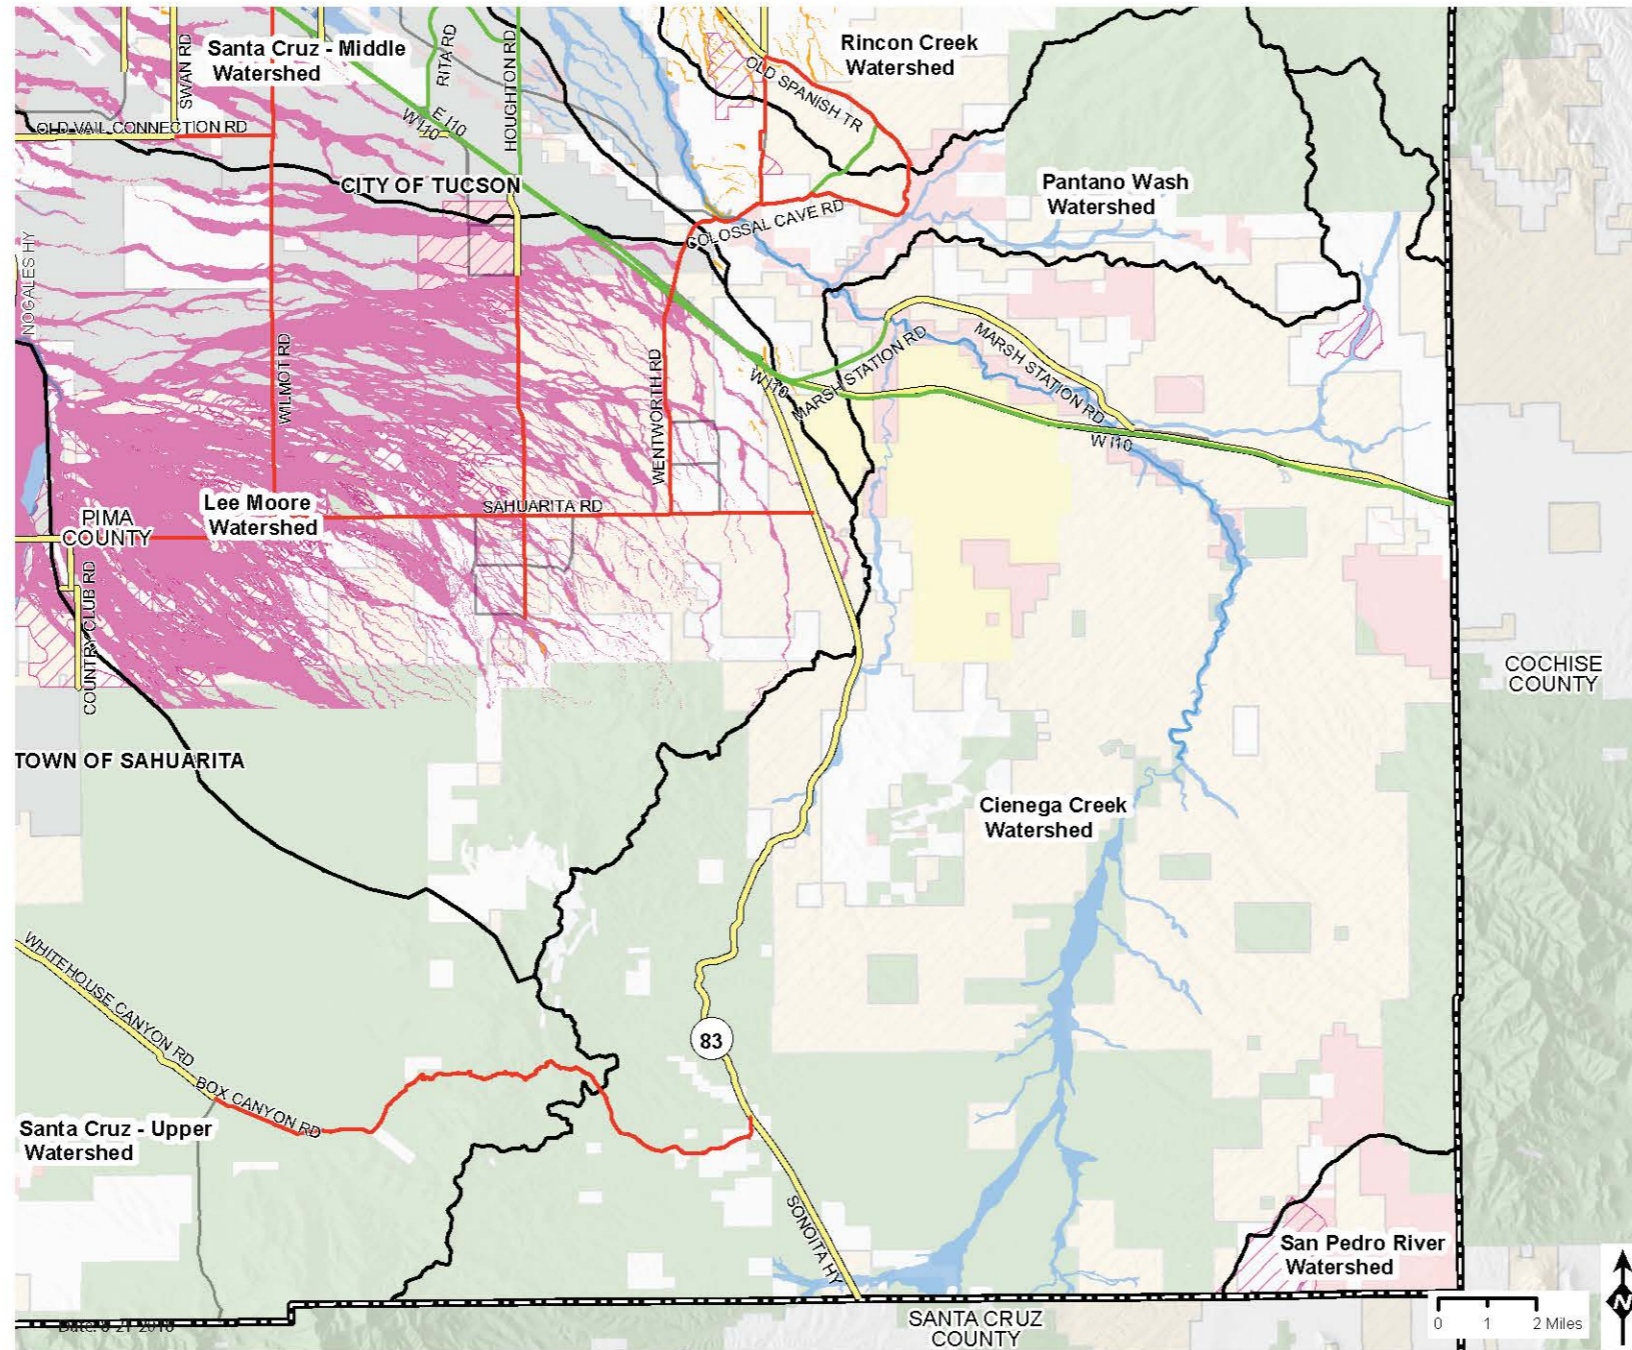 Santa Cruz - Middle
Watershed
SWAN RD
RITA RD
HOUGHTON RD
Rincon Creek
Watershed
OLD SPANISH TR
E I10
W I10
OLD VAIL CONNECTION RD
CITY OF TUCSON
Pantano Wash
Watershed
COLOSSAL CAVE RD
NOGALES HY
WILMOT RD
WENTWORTH RD
W I10
MARSH STATION RD
MARSH STATION RD
W I10
Lee Moore
Watershed
SAHUARITA RD
PIMA
COUNTY
COUNTRY CLUB RD
COCHISE
COUNTY
TOWN OF SAHUARITA
Cienega Creek
Watershed
WHITEHOUSE CANYON RD
83
BOX CANYON RD
Santa Cruz - Upper
Watershed
SONOITA HY
San Pedro River
Watershed
SANTA CRUZ
COUNTY
N
0 1 2 Miles